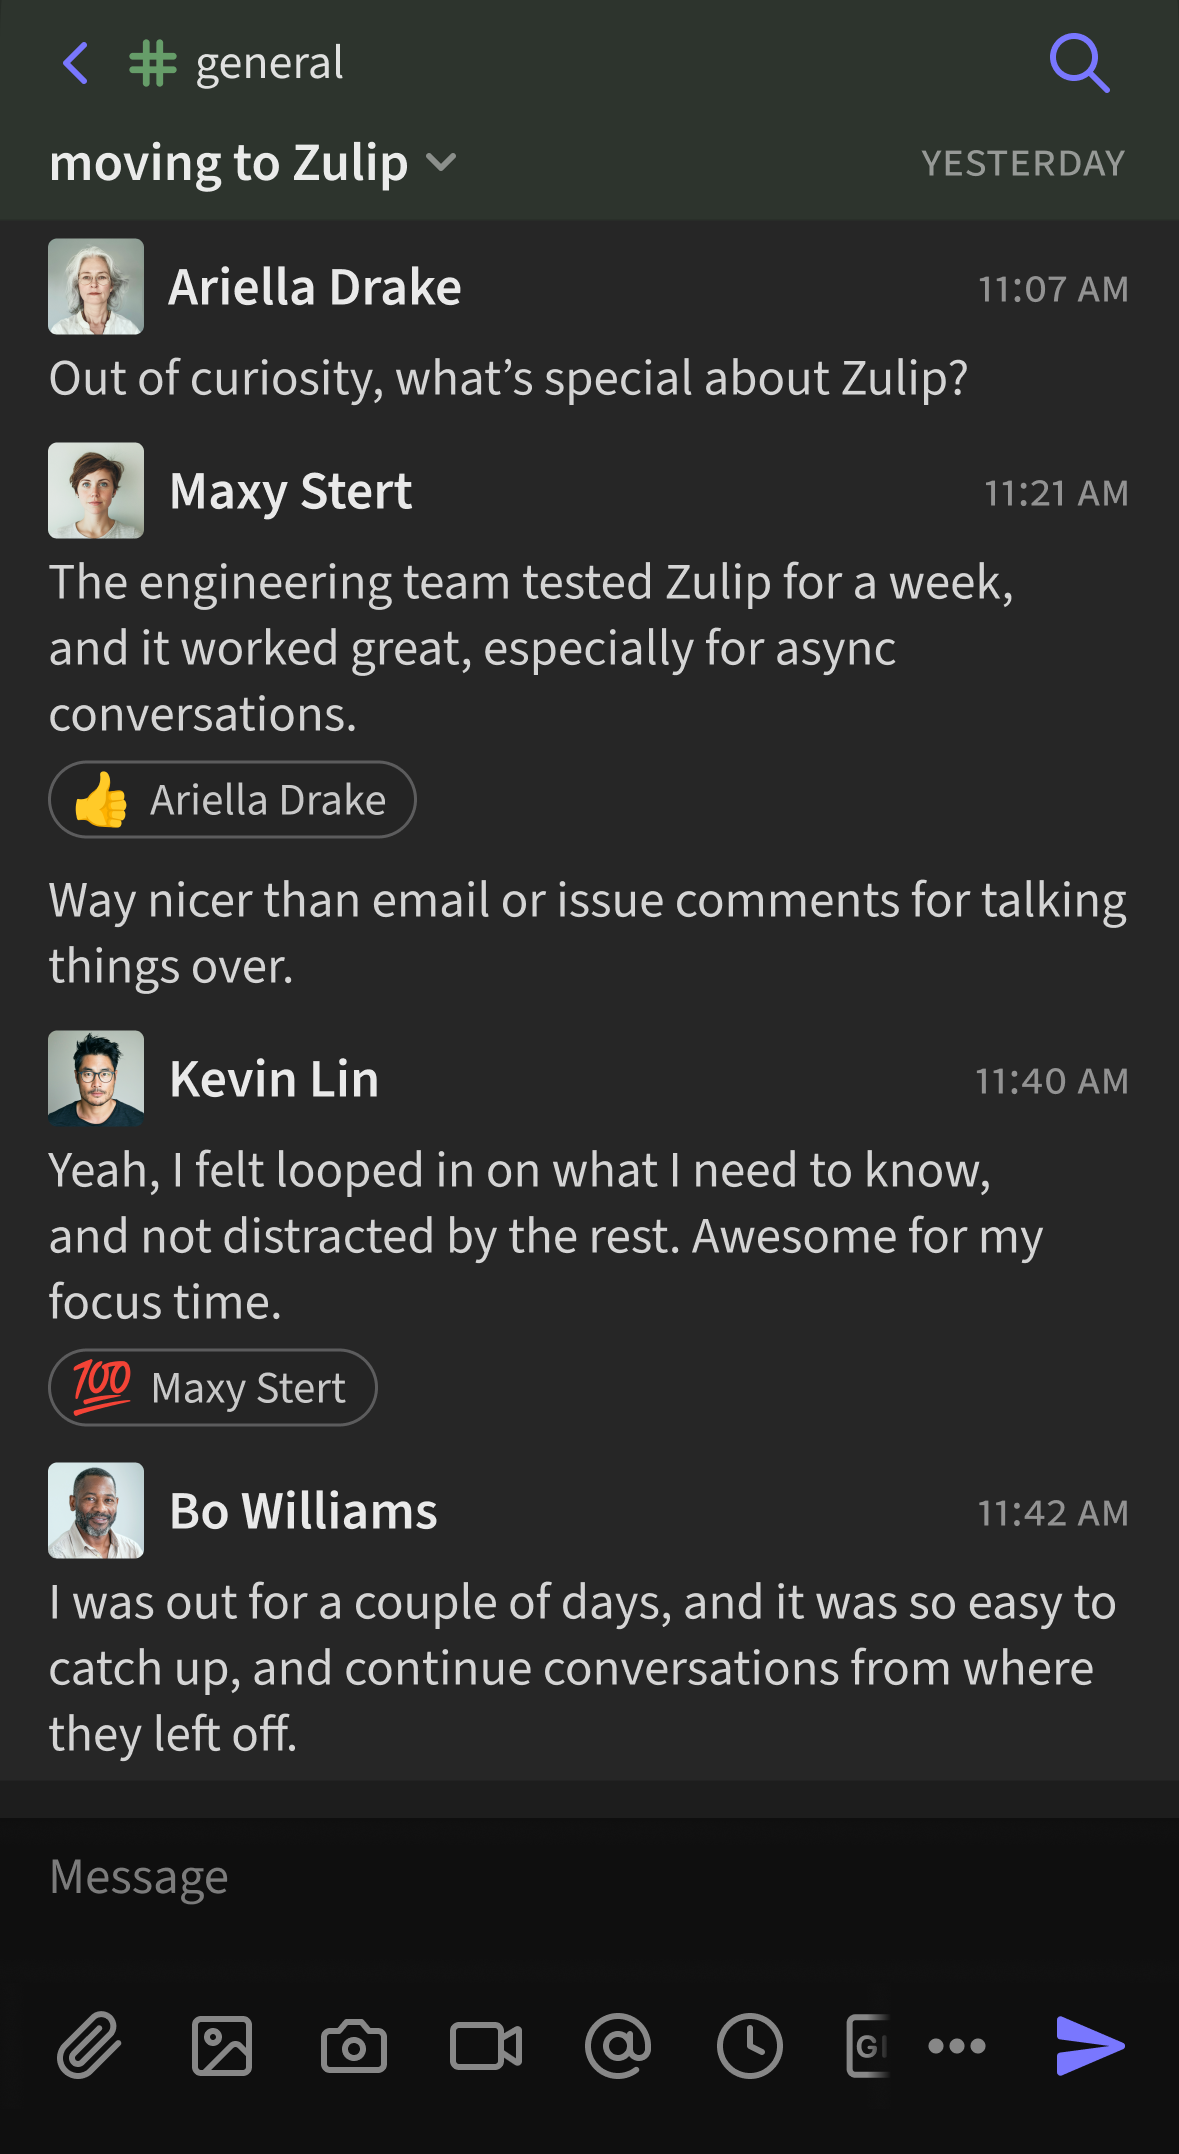 general
moving to Zulip
YESTERDAY
Ariella Drake
11:07 AM
Out of curiosity, what’s special about Zulip?
Maxy Stert
11:21 AM
The engineering team tested Zulip for a week,
and it worked great, especially for async
conversations.
👍 Ariella Drake
Way nicer than email or issue comments for talking
things over.
Kevin Lin
11:40 AM
Yeah, I felt looped in on what I need to know,
and not distracted by the rest. Awesome for my
focus time.
💯 Maxy Stert
Bo Williams
11:42 AM
I was out for a couple of days, and it was so easy to
catch up, and continue conversations from where
they left off.
Message